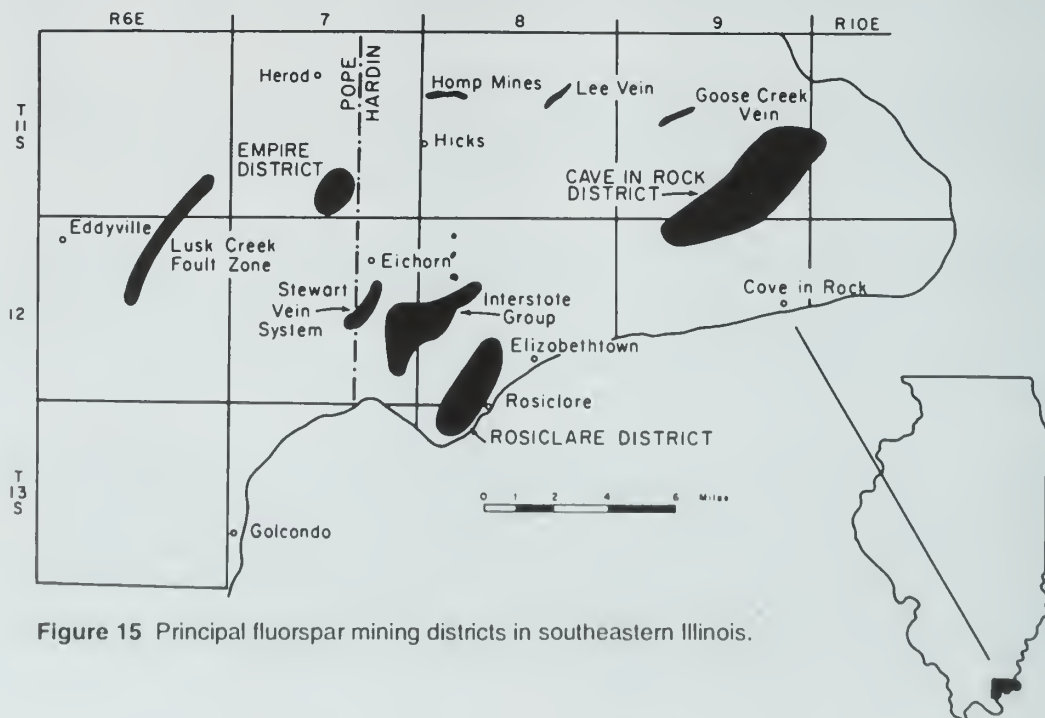 R6E 7 8 9 R10E
T
11
S
Herod
POPE
HARDIN
Homp Mines
Lee Vein
Goose Creek
Vein
Hicks
EMPIRE
DISTRICT
CAVE IN ROCK
DISTRICT
Eddyville
Lusk Creek
Foult Zone
Eichorn
12
Stewart
Vein
System
Interstote
Group
Cove in Rock
Elizobethtown
Rosiclore
ROSICLARE DISTRICT
T
13
S
0 1 2 4 6 Miles
Golcondo
Figure 15 Principal fluorspar mining districts in southeastern Illinois.